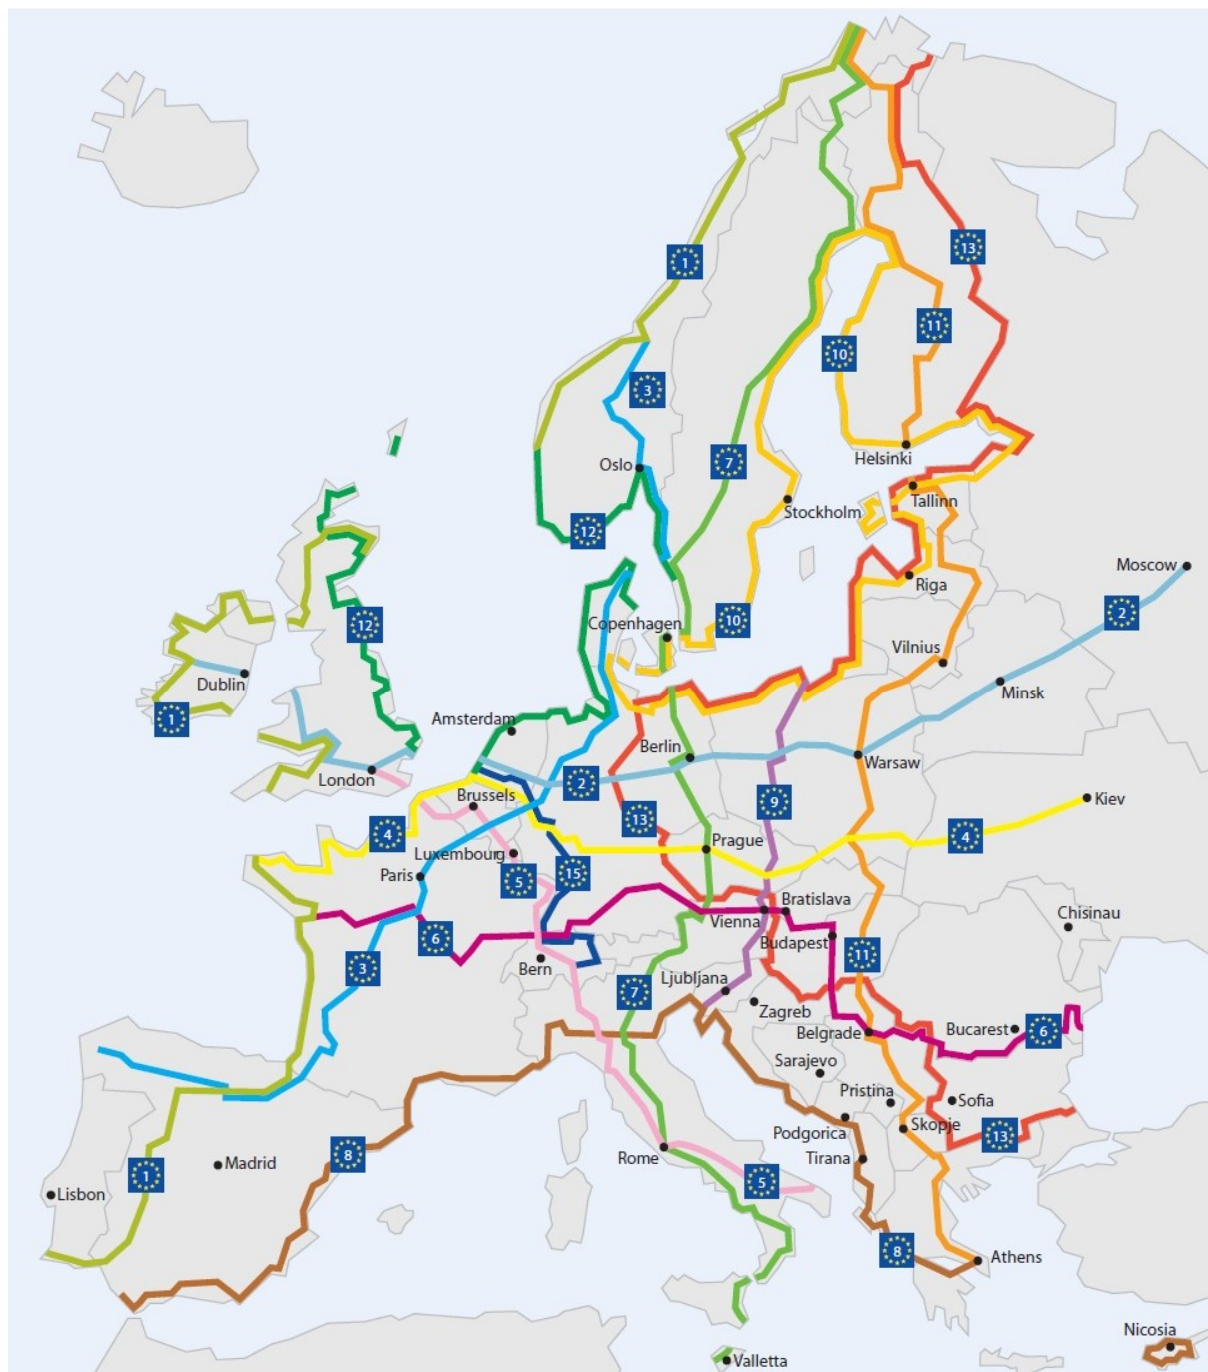 1
13
11
10
3
Helsinki
7
Oslo
Tallinn
Stockholm
12
Moscow
Riga
2
10
Copenhagen
12
Vilnius
Dublin
Minsk
1
Amsterdam
Berlin
Warsaw
London
2
Brussels
9
Kiev
13
4
4
Prague
Luxembourg
Paris
15
5
Bratislava
Chisinau
Vienna
6
Budapest
11
Bern
3
Ljubljana
7
Zagreb
Bucarest
6
Belgrade
Sarajevo
Pristina
Sofia
Podgorica
Skopje
13
8
Rome
Tirana
Madrid
1
5
Lisbon
8
Athens
Nicosia
Valletta